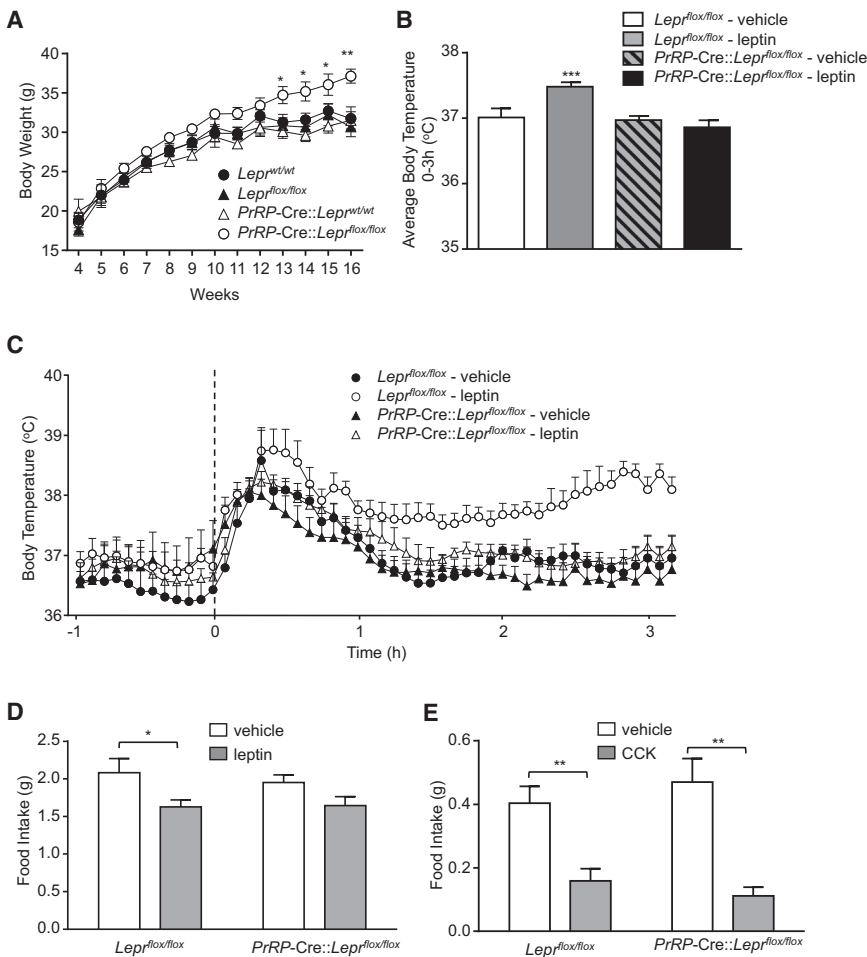 A
Body Weight (g)
40
35
30
25
20
15
10
4 5 6 7 8 9 10 11 12 13 14 15 16
Weeks
* * * **
Lepr^wt/wt
Lepr^flox/flox
PrRP-Cre::Lepr^wt/wt
PrRP-Cre::Lepr^flox/flox
B
Average Body Temperature
0-3h (°C)
38
37
36
35
***
Lepr^flox/flox - vehicle
Lepr^flox/flox - leptin
PrRP-Cre::Lepr^flox/flox - vehicle
PrRP-Cre::Lepr^flox/flox - leptin
C
Body Temperature (°C)
40
39
38
37
36
-1 0 1 2 3
Time (h)
Lepr^flox/flox - vehicle
Lepr^flox/flox - leptin
PrRP-Cre::Lepr^flox/flox - vehicle
PrRP-Cre::Lepr^flox/flox - leptin
D
Food Intake (g)
2.5
2.0
1.5
1.0
0.5
0.0
*
vehicle
leptin
Lepr^flox/flox PrRP-Cre::Lepr^flox/flox
E
Food Intake (g)
0.6
0.4
0.2
0.0
** **
vehicle
CCK
Lepr^flox/flox PrRP-Cre::Lepr^flox/flox